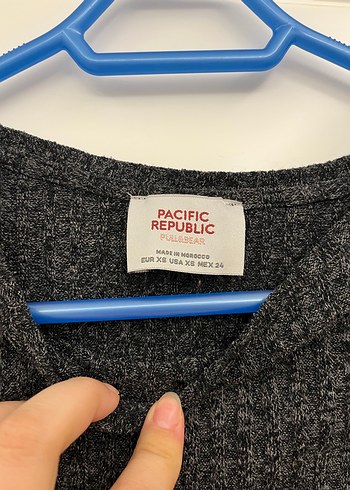 PACIFIC
REPUBLIC
PULL&BEAR
MADE IN MOROCCO
EUR XS USA XS MEX 24